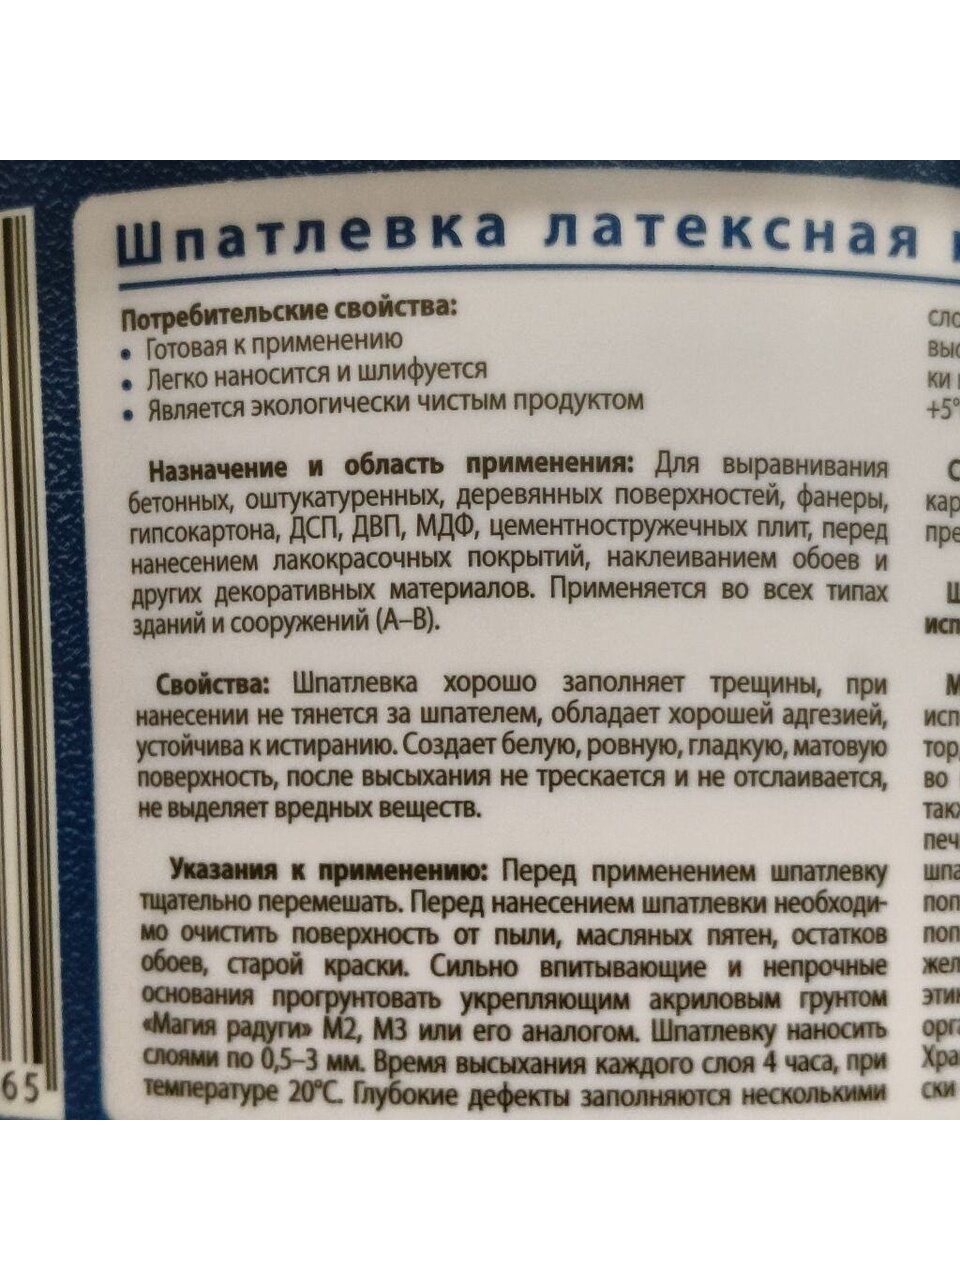 Шпатлевка латексная
Потребительские свойства:
• Готовая к применению
• Легко наносится и шлифуется
• Является экологически чистым продуктом
Назначение и область применения: Для выравнивания
бетонных, оштукатуренных, деревянных поверхностей, фанеры,
гипсокартона, ДСП, ДВП, МДФ, цементностружечных плит, перед
нанесением лакокрасочных покрытий, наклеиванием обоев и
других декоративных материалов. Применяется во всех типах
зданий и сооружений (А–В).
Свойства: Шпатлевка хорошо заполняет трещины, при
нанесении не тянется за шпателем, обладает хорошей адгезией,
устойчива к истиранию. Создает белую, ровную, гладкую, матовую
поверхность, после высыхания не трескается и не отслаивается,
не выделяет вредных веществ.
Указания к применению: Перед применением шпатлевку
тщательно перемешать. Перед нанесением шпатлевки необходи-
мо очистить поверхность от пыли, масляных пятен, остатков
обоев, старой краски. Сильно впитывающие и непрочные
основания прогрунтовать укрепляющим акриловым грунтом
«Магия радуги» М2, М3 или его аналогом. Шпатлевку наносить
слоями по 0,5–3 мм. Время высыхания каждого слоя 4 часа, при
температуре 20°С. Глубокие дефекты заполняются несколькими
ки
+5°
во
ски
65